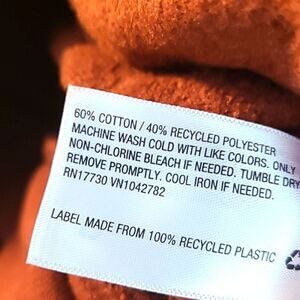 60% COTTON / 40% RECYCLED POLYESTER
MACHINE WASH COLD WITH LIKE COLORS. ONLY
NON-CHLORINE BLEACH IF NEEDED. TUMBLE DRY
REMOVE PROMPTLY. COOL IRON IF NEEDED.
RN17730 VN1042782
LABEL MADE FROM 100% RECYCLED PLASTIC